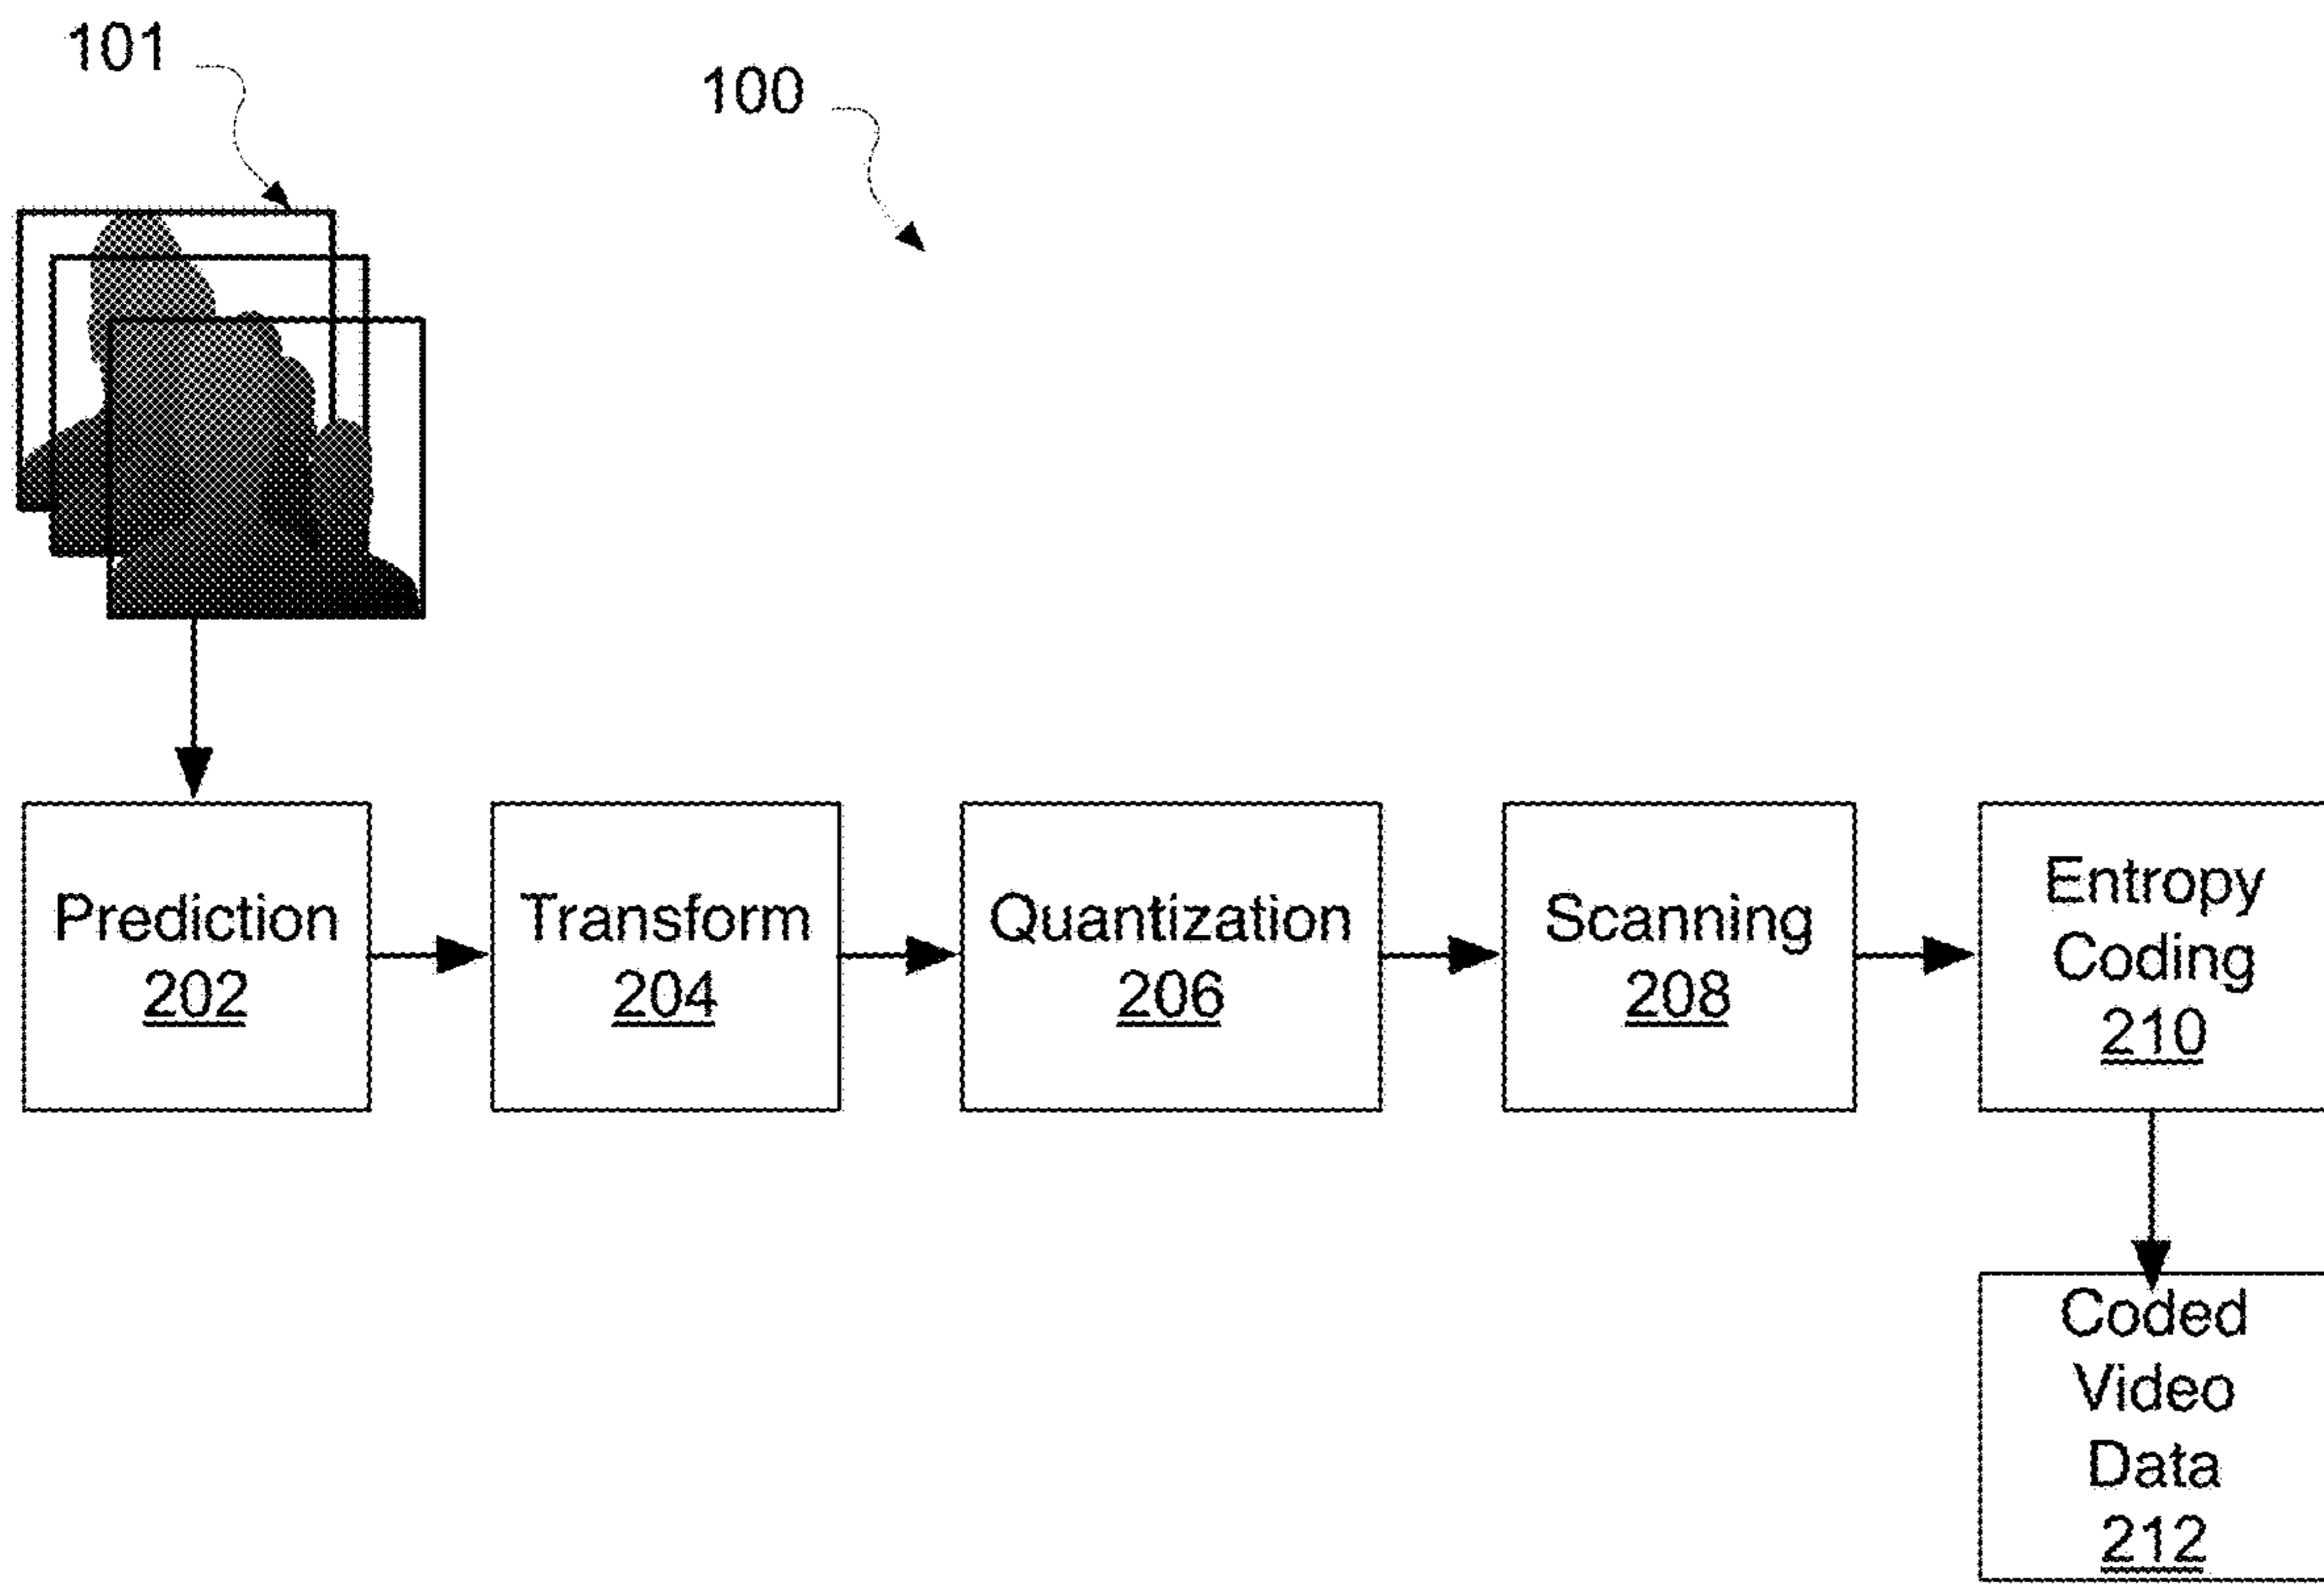 101
100
Prediction
202
Transform
204
Quantization
206
Scanning
208
Entropy
Coding
210
Coded
Video
Data
212